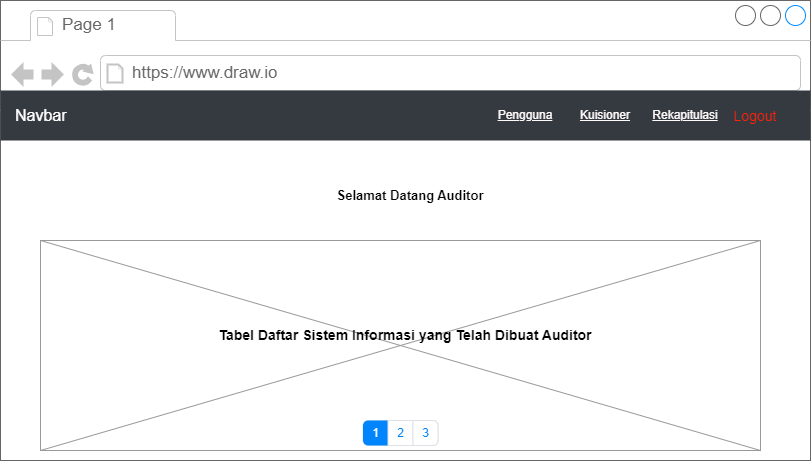 Page 1
https://www.draw.io
Navbar Pengguna Kuisioner Rekapitulasi Logout
Selamat Datang Auditor
Tabel Daftar Sistem Informasi yang Telah Dibuat Auditor
1 2 3